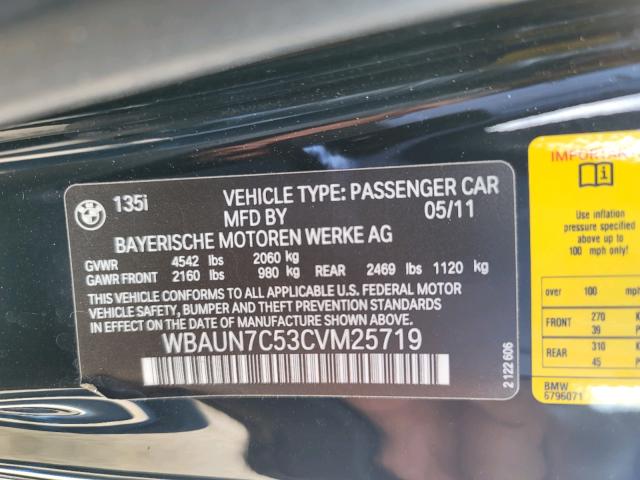 135i VEHICLE TYPE: PASSENGER CAR
MFD BY 05/11
BAYERISCHE MOTOREN WERKE AG
GVWR 4542 lbs 2060 kg
GAWR FRONT 2160 lbs 980 kg REAR 2469 lbs 1120 kg
THIS VEHICLE CONFORMS TO ALL APPLICABLE U.S. FEDERAL MOTOR
VEHICLE SAFETY, BUMPER AND THEFT PREVENTION STANDARDS
IN EFFECT ON THE DATE OF MANUFACTURE SHOWN ABOVE.
WBAUN7C53CVM25719
2 122 606
Use inflation
pressure specified
above if up to
100 mph only!
over 100 mph
FRONT 270
39
REAR 310
45
BMW
6796071